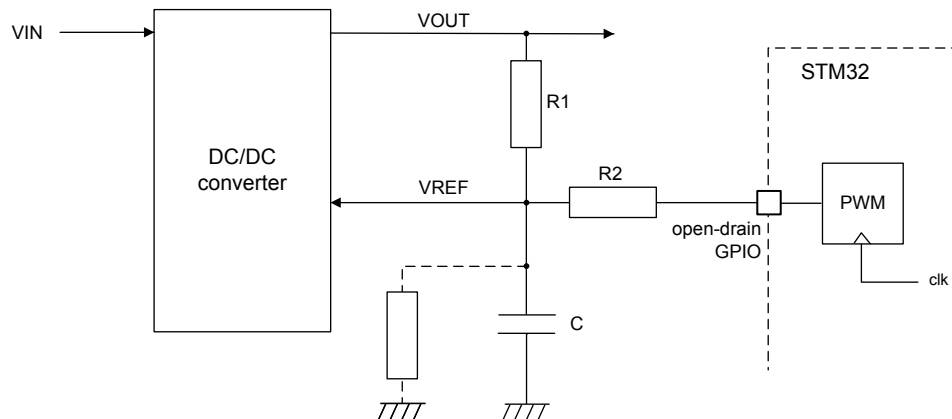 VOUT
VIN
STM32
R1
DC/DC
converter
R2
VREF
PWM
open-drain
GPIO
clk
C